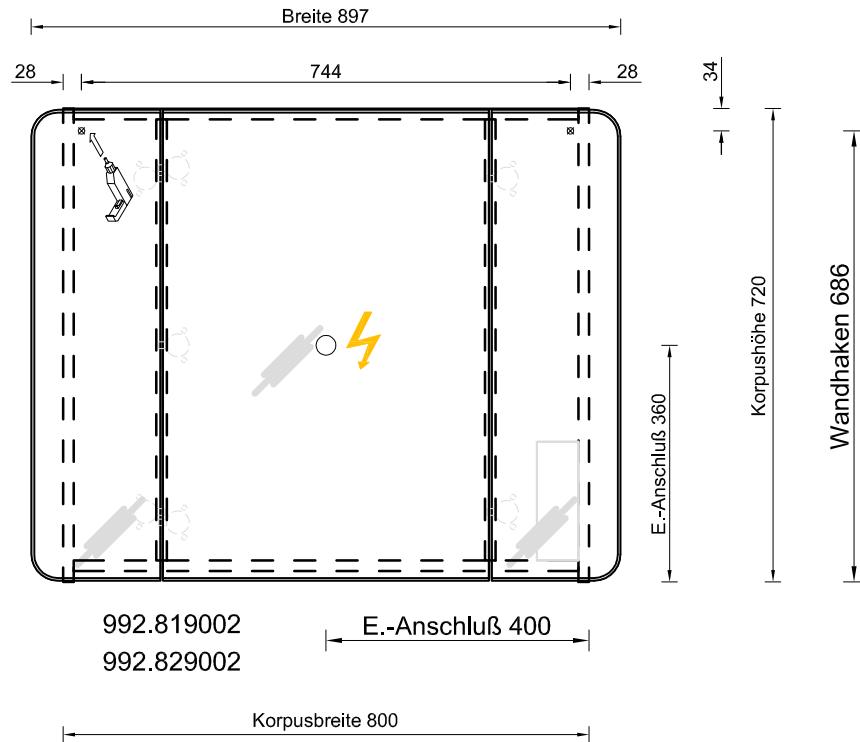 Breite 897
28
744
28
34
Korpushöhe 720
Wandhaken 686
E.-Anschluß 360
992.819002
E.-Anschluß 400
992.829002
Korpusbreite 800